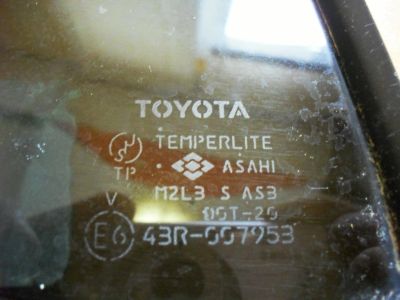 TOYOTA
TEMPERLITE
TP ASAHI
M2L3 S AS3
V DOT-20
E6 43R-007953